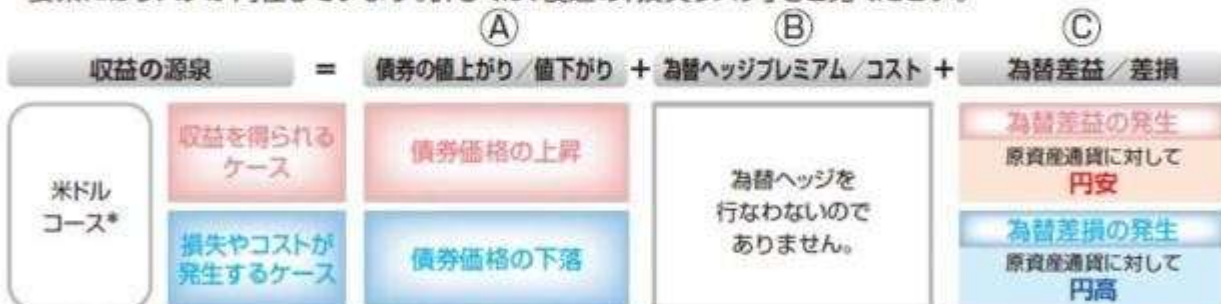 Ⓐ Ⓑ Ⓒ
収益の源泉 = 債券の値上がり/値下がり + 為替ヘッジプレミアム/コスト + 為替差益/差損
米ドル
コース*
収益を得られる
ケース
債券価格の上昇
為替ヘッジを
行なわないので
ありません。
為替差益の発生
原資産通貨に対して
円安
損失やコストが
発生するケース
債券価格の下落
為替差損の発生
原資産通貨に対して
円高